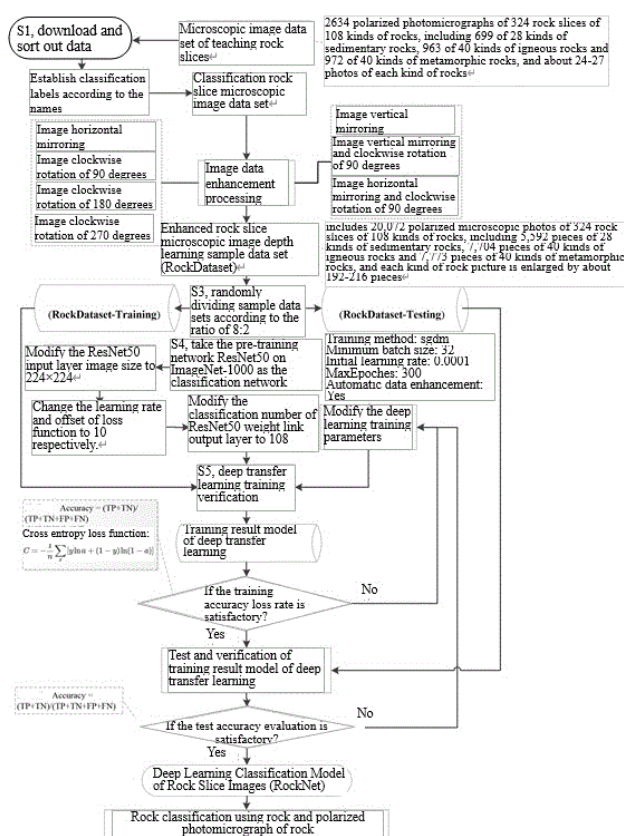 S1, download and
sort out data
Microscopic image data
set of teaching rock
slices
2634 polarized photomicrographs of 324 rock slices of
108 kinds of rocks, including 699 of 28 kinds of
sedimentary rocks, 963 of 40 kinds of igneous rocks and
972 of 40 kinds of metamorphic rocks, and about 24-27
photos of each kind of rocks↵
Establish classification
labels according to the
names
Classification rock
slice microscopic
image data set↵
Image horizontal
mirroring
Image clockwise
rotation of 90 degrees
Image clockwise
rotation of 180 degrees
Image clockwise
rotation of 270 degrees
Image data
enhancement
processing
Image vertical
mirroring
Image vertical mirroring
and clockwise rotation
of 90 degrees
Image horizontal
mirroring and clockwise
rotation of 90 degrees
Enhanced rock slice
microscopic image depth
learning sample data set
(RockDataset)↵
includes 20,072 polarized microscopic photos of 324 rock
slices of 108 kinds of rocks, including 5,592 pieces of 28
kinds of sedimentary rocks, 7,704 pieces of 40 kinds of
igneous rocks and 7,773 pieces of 40 kinds of metamorphic
rocks, and each kind of rock picture is enlarged by about
192-216 pieces↵
(RockDataset-Training)
S3, randomly
dividing sample data
sets according to the
ratio of 8:2
(RockDataset-Testing)
Modify the ResNet50
input layer image size to
224×224
S4, take the pre-training
network ResNet50 on
ImageNet-1000 as the
classification network
Training method: sgdm
Minimum batch size: 32
Initial learning rate: 0.0001
MaxEpoches: 300
Automatic data enhancement:
Yes
Change the learning rate
and offset of loss
function to 10
respectively.↵
Modify the
classification number of
ResNet50 weight link
output layer to 108
Modify the deep
learning training
parameters
S5, deep transfer
learning training
verification
Accuracy = (TP+TN)/
(TP+TN+FP+FN)
Cross entropy loss function:
C = -1/n ∑x [y ln a + (1 − y) ln(1 − a)]
Training result model
of deep transfer
learning
If the training
accuracy loss rate is
satisfactory?
No
Yes
Test and verification of
training result model of deep
transfer learning
Accuracy =
(TP+TN)/(TP+TN+FP+FN)
If the test accuracy evaluation is
satisfactory?
No
Yes
Deep Learning Classification Model
of Rock Slice Images (RockNet)
Rock classification using rock and polarized
photomicrograph of rock